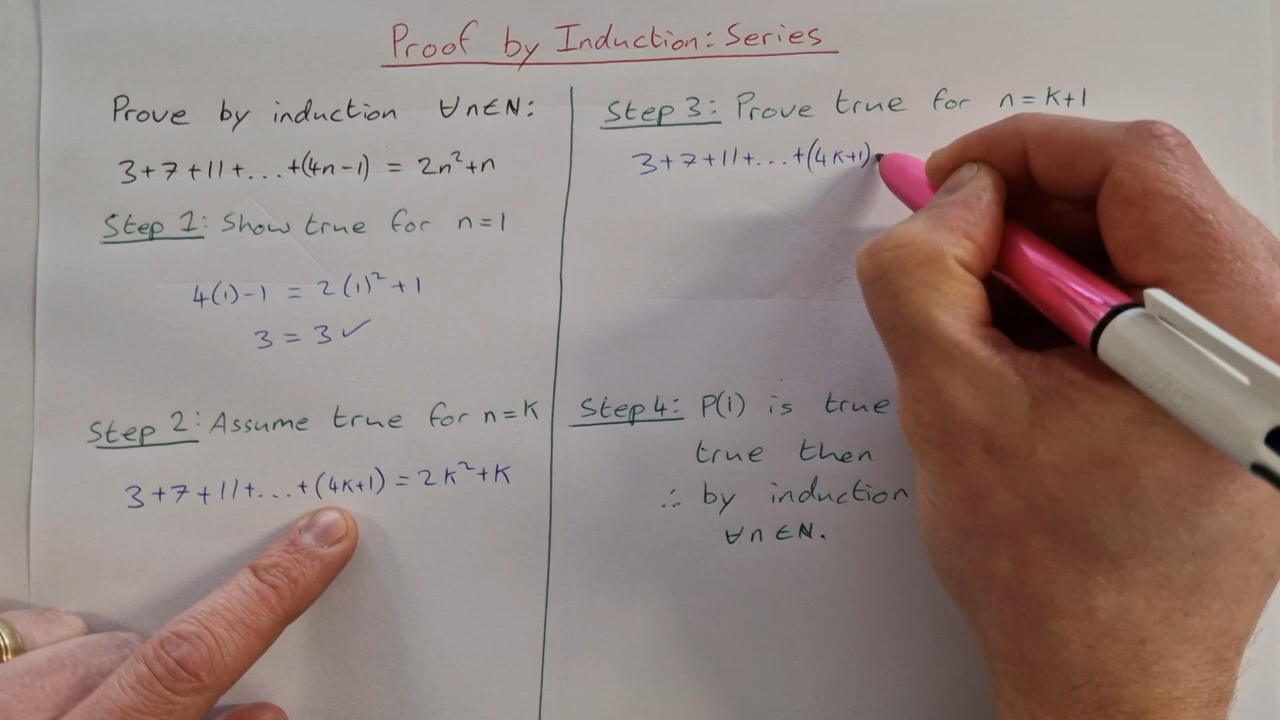 Proof by Induction: Series
Prove by induction ∀n∈N:
3+7+11+...+(4n-1) = 2n²+n
Step 1: Show true for n=1
4(1)-1 = 2(1)²+1
3 = 3✓
Step 2: Assume true for n=K
3+7+11+...+(4K+1) = 2K²+K
Step 3: Prove true for n=K+1
3+7+11+...+(4K+1)
Step 4: P(1) is true
true then
∴ by induction
∀n∈N.